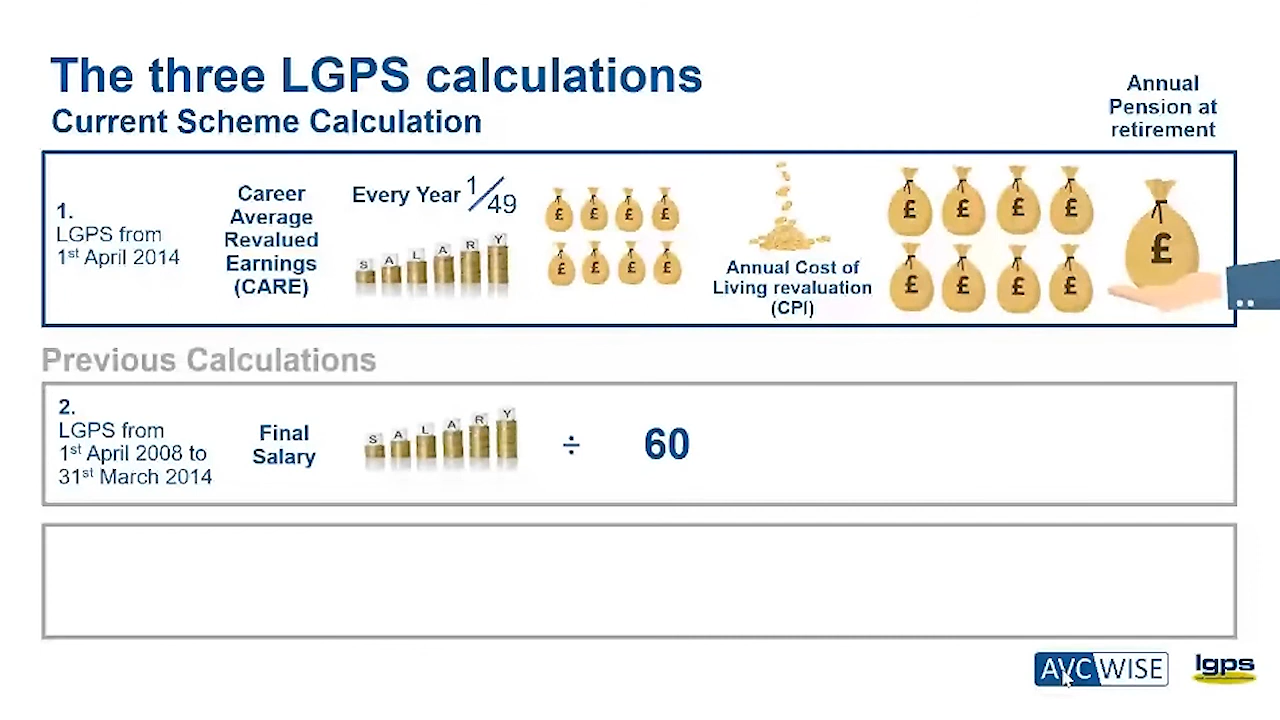 The three LGPS calculations
Current Scheme Calculation
Annual
Pension at
retirement
1.
LGPS from
1st April 2014
Career
Average
Revalued
Earnings
(CARE)
Every Year 1/49
S A L A R Y
£ £ £ £
£ £ £ £
Annual Cost of
Living revaluation
(CPI)
£ £ £ £
£ £ £ £
£
Previous Calculations
2.
LGPS from
1st April 2008 to
31st March 2014
Final
Salary
S A L A R Y
÷ 60
AVC WISE
lgps